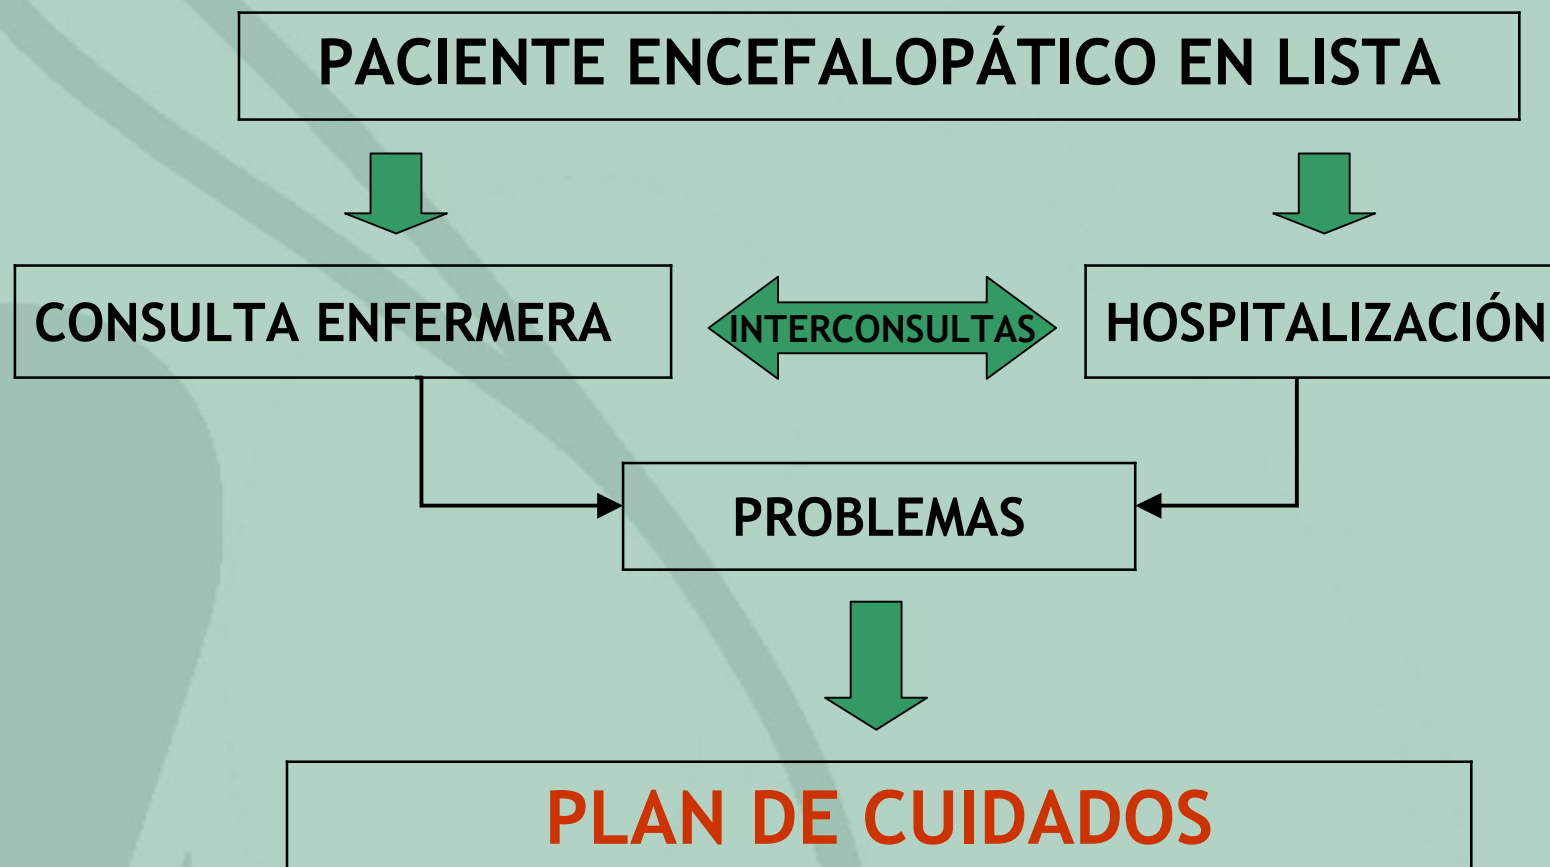 PACIENTE ENCEFALOPÁTICO EN LISTA
CONSULTA ENFERMERA
INTERCONSULTAS
HOSPITALIZACIÓN
PROBLEMAS
PLAN DE CUIDADOS